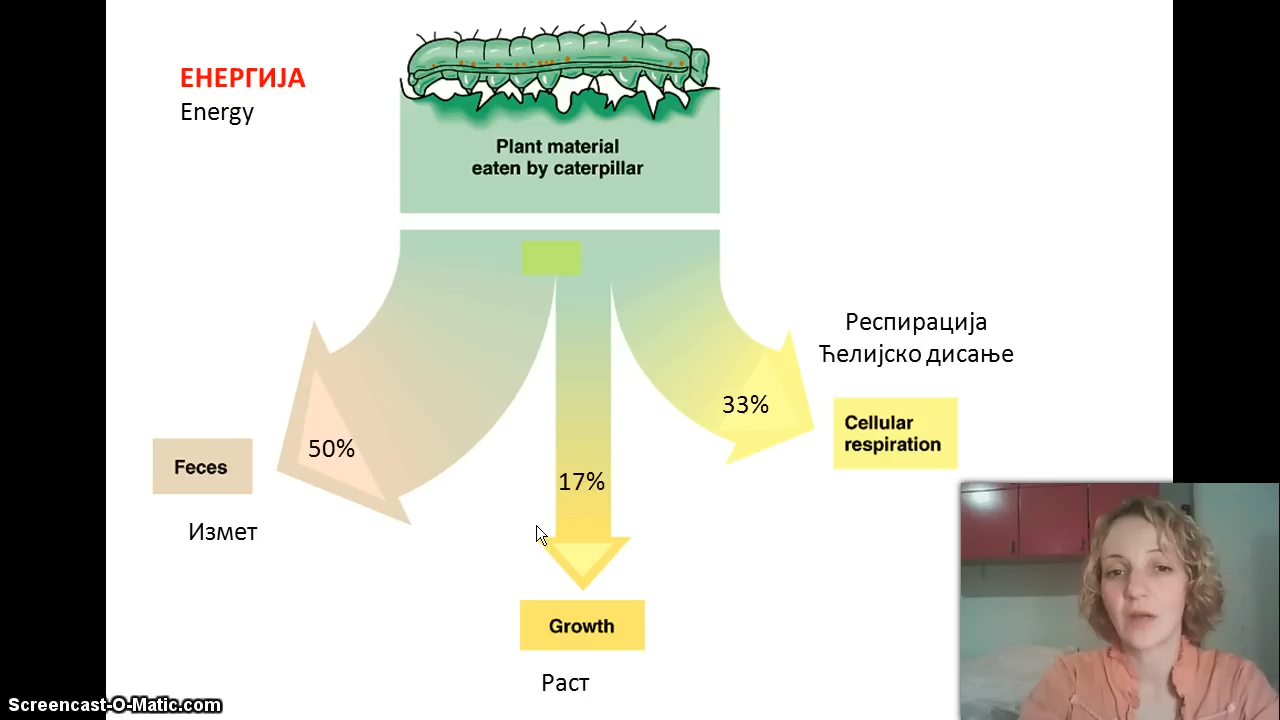 ЕНЕРГИЈА
Energy
Plant material
eaten by caterpillar
Респирација
Ћелијско дисање
33%
Cellular
respiration
50%
Feces
17%
Измет
Growth
Раст
Screencast-O-Matic.com